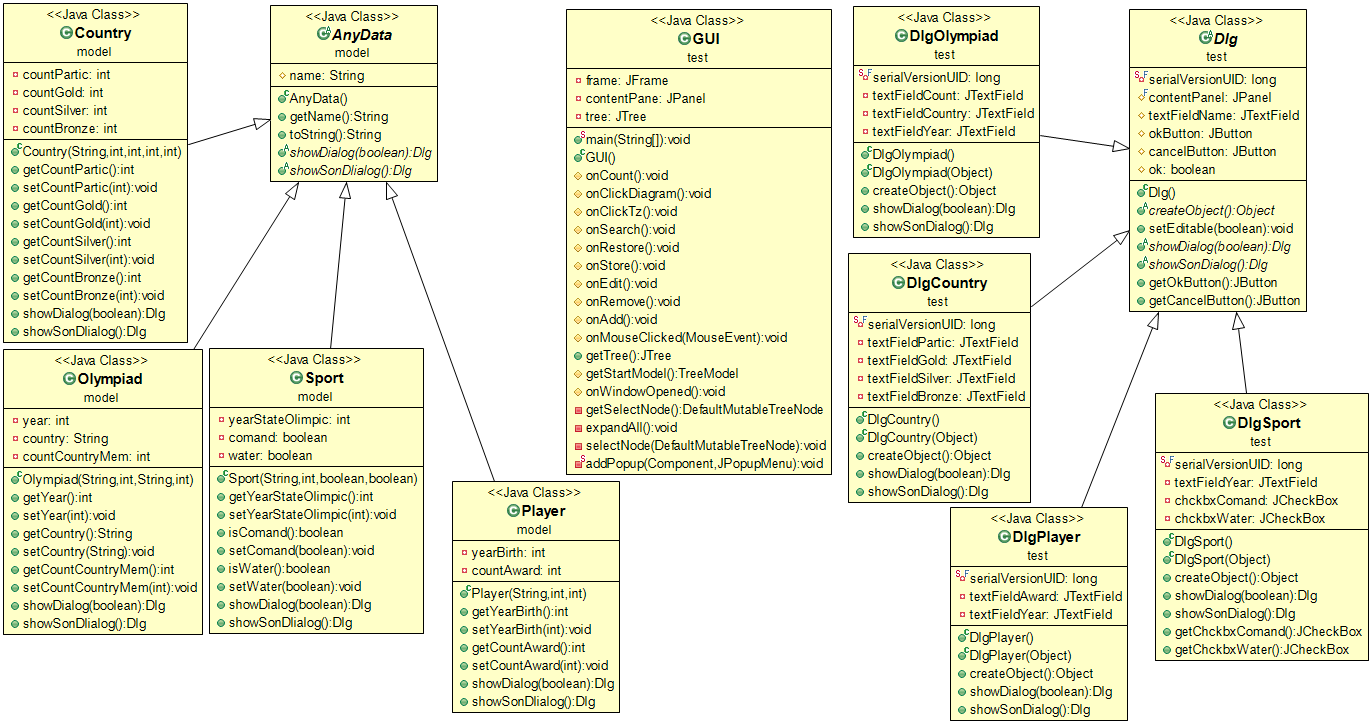 <<Java Class>>
Country
model
countPartic: int
countGold: int
countSilver: int
countBronze: int
Country(String,int,int,int,int)
getCountPartic():int
setCountPartic(int):void
getCountGold():int
setCountGold(int):void
getCountSilver():int
setCountSilver(int):void
getCountBronze():int
setCountBronze(int):void
showDialog(boolean):Dlg
showSonDlialog():Dlg
<<Java Class>>
AnyData
model
name: String
AnyData()
getName():String
toString():String
showDialog(boolean):Dlg
showSonDlialog():Dlg
<<Java Class>>
Olympiad
model
year: int
country: String
countCountryMem: int
Olympiad(String,int,String,int)
getYear():int
setYear(int):void
getCountry():String
setCountry(String):void
getCountCountryMem():int
setCountCountryMem(int):void
showDialog(boolean):Dlg
showSonDlialog():Dlg
<<Java Class>>
Sport
model
yearStateOlimpic: int
comand: boolean
water: boolean
Sport(String,int,boolean,boolean)
getYearStateOlimpic():int
setYearStateOlimpic(int):void
isComand():boolean
setComand(boolean):void
isWater():boolean
setWater(boolean):void
showDialog(boolean):Dlg
showSonDlialog():Dlg
<<Java Class>>
Player
model
yearBirth: int
countAward: int
Player(String,int,int)
getYearBirth():int
setYearBirth(int):void
getCountAward():int
setCountAward(int):void
showDialog(boolean):Dlg
showSonDlialog():Dlg
<<Java Class>>
GUI
test
frame: JFrame
contentPane: JPanel
tree: JTree
main(String[]):void
GUI()
onCount():void
onClickDiagram():void
onClickTz():void
onSearch():void
onRestore():void
onStore():void
onEdit():void
onRemove():void
onAdd():void
onMouseClicked(MouseEvent):void
getTree():JTree
getStartModel():TreeModel
onWindowOpened():void
getSelectNode():DefaultMutableTreeNode
expandAll():void
selectNode(DefaultMutableTreeNode):void
addPopup(Component,JPopupMenu):void
<<Java Class>>
DlgOlympiad
test
serialVersionUID: long
textFieldCount: JTextField
textFieldCountry: JTextField
textFieldYear: JTextField
DlgOlympiad()
DlgOlympiad(Object)
createObject():Object
showDialog(boolean):Dlg
showSonDialog():Dlg
<<Java Class>>
Dlg
test
serialVersionUID: long
contentPanel: JPanel
textFieldName: JTextField
okButton: JButton
cancelButton: JButton
ok: boolean
Dlg()
createObject():Object
setEditable(boolean):void
showDialog(boolean):Dlg
showSonDialog():Dlg
getOkButton():JButton
getCancelButton():JButton
<<Java Class>>
DlgCountry
test
serialVersionUID: long
textFieldPartic: JTextField
textFieldGold: JTextField
textFieldSilver: JTextField
textFieldBronze: JTextField
DlgCountry()
DlgCountry(Object)
createObject():Object
showDialog(boolean):Dlg
showSonDialog():Dlg
<<Java Class>>
DlgPlayer
test
serialVersionUID: long
textFieldAward: JTextField
textFieldYear: JTextField
DlgPlayer()
DlgPlayer(Object)
createObject():Object
showDialog(boolean):Dlg
showSonDialog():Dlg
<<Java Class>>
DlgSport
test
serialVersionUID: long
textFieldYear: JTextField
chckbxComand: JCheckBox
chckbxWater: JCheckBox
DlgSport()
DlgSport(Object)
createObject():Object
showDialog(boolean):Dlg
showSonDialog():Dlg
getChckbxComand():JCheckBox
getChckbxWater():JCheckBox